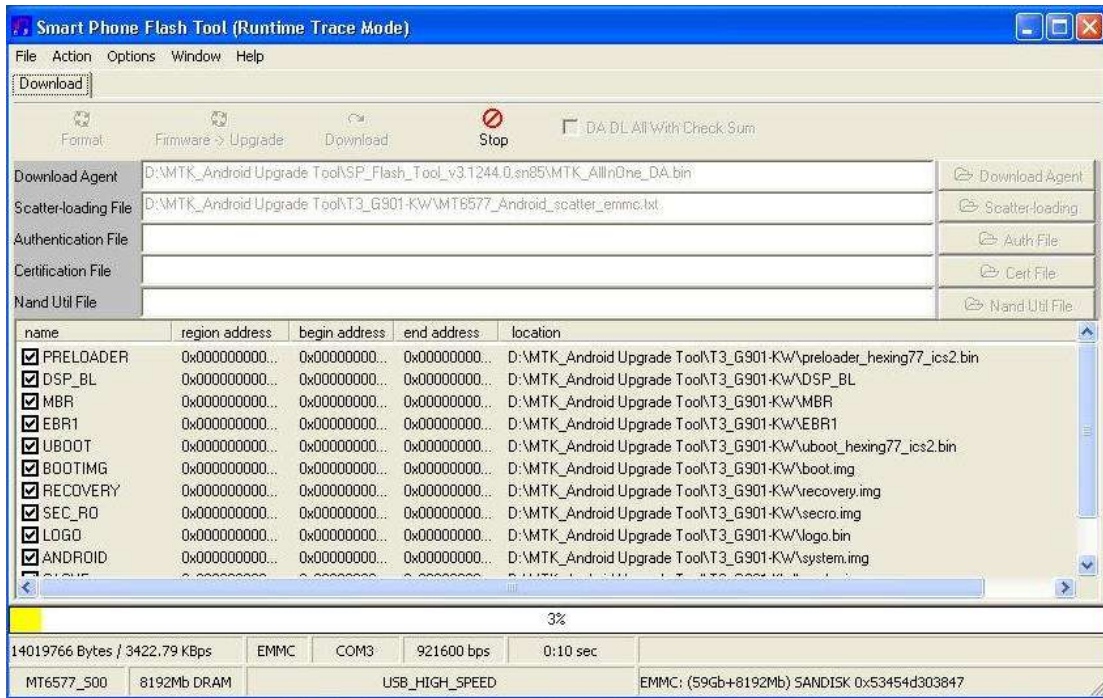 Smart Phone Flash Tool (Runtime Trace Mode)
File Action Options Window Help
Download
Format Firmware -> Upgrade Download Stop DA DL All With Check Sum
Download Agent D:\MTK_Android Upgrade Tool\SP_Flash_Tool_v3.1244.0.sn85\MTK_AllInOne_DA.bin Download Agent
Scatter-loading File D:\MTK_Android Upgrade Tool\T3_G901-KW\MT6577_Android_scatter_emmc.txt Scatter-loading
Authentication File Auth File
Certification File Cert File
Nand Util File Nand Util File
name region address begin address end address location
PRELOADER 0x000000000... 0x00000000... 0x00000000... D:\MTK_Android Upgrade Tool\T3_G901-KW\preloader_hexing77_ics2.bin
DSP_BL 0x000000000... 0x00000000... 0x00000000... D:\MTK_Android Upgrade Tool\T3_G901-KW\DSP_BL
MBR 0x000000000... 0x00000000... 0x00000000... D:\MTK_Android Upgrade Tool\T3_G901-KW\MBR
EBR1 0x000000000... 0x00000000... 0x00000000... D:\MTK_Android Upgrade Tool\T3_G901-KW\EBR1
UBOOT 0x000000000... 0x00000000... 0x00000000... D:\MTK_Android Upgrade Tool\T3_G901-KW\uboot_hexing77_ics2.bin
BOOTIMG 0x000000000... 0x00000000... 0x00000000... D:\MTK_Android Upgrade Tool\T3_G901-KW\boot.img
RECOVERY 0x000000000... 0x00000000... 0x00000000... D:\MTK_Android Upgrade Tool\T3_G901-KW\recovery.img
SEC_RO 0x000000000... 0x00000000... 0x00000000... D:\MTK_Android Upgrade Tool\T3_G901-KW\secro.img
LOGO 0x000000000... 0x00000000... 0x00000000... D:\MTK_Android Upgrade Tool\T3_G901-KW\logo.bin
ANDROID 0x000000000... 0x00000000... 0x00000000... D:\MTK_Android Upgrade Tool\T3_G901-KW\system.img
3%
14019766 Bytes / 3422.79 KBps EMMC COM3 921600 bps 0:10 sec
MT6577_S00 8192Mb DRAM USB_HIGH_SPEED EMMC: (59Gb+8192Mb) SANDISK 0x53454d303847